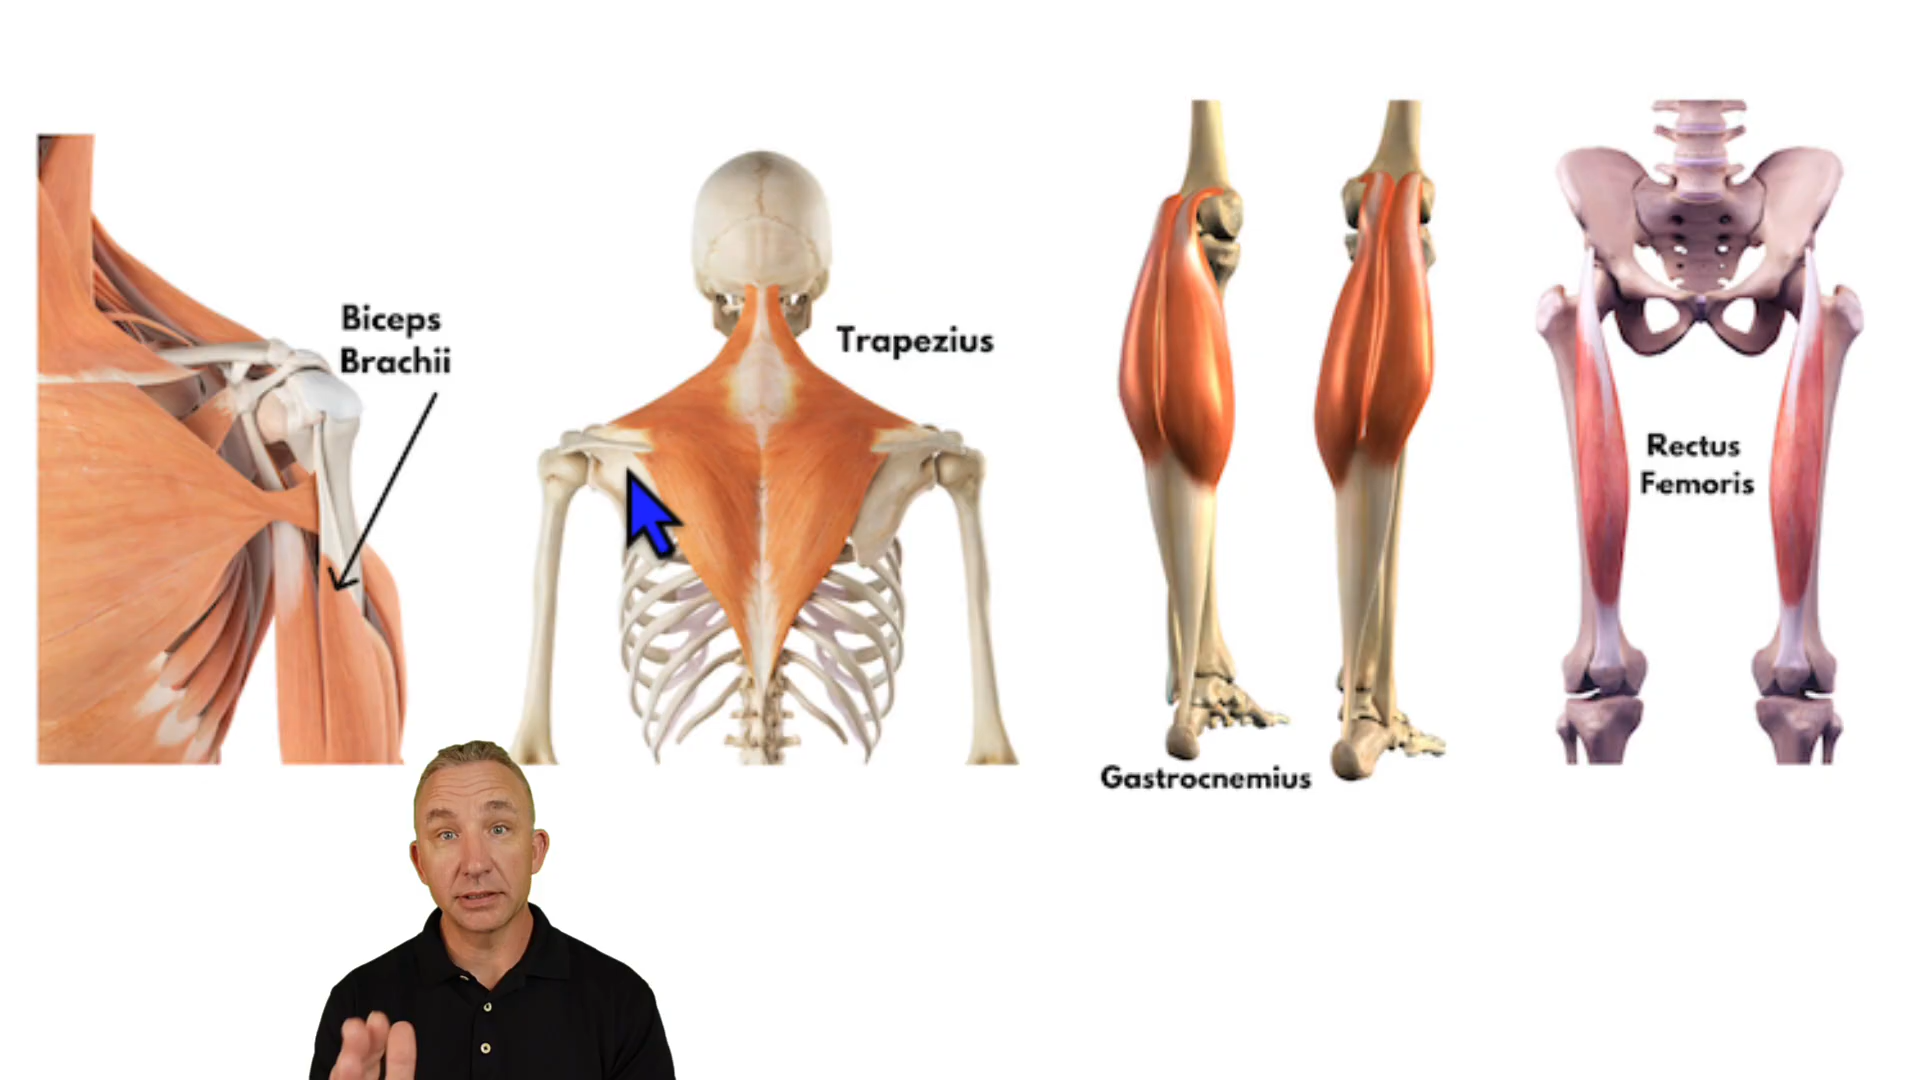 Biceps
Brachii
Trapezius
Gastrocnemius
Rectus
Femoris